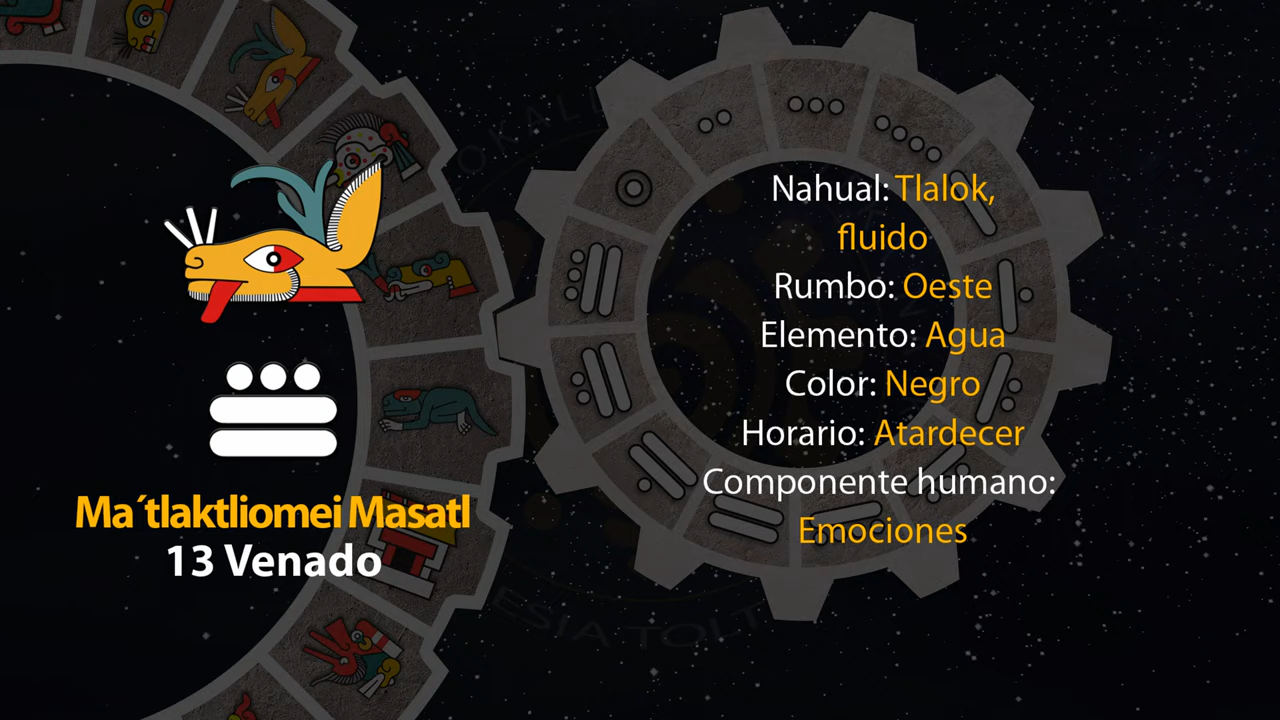 Ma´tlaktliomei Masatl
13 Venado
Nahual: Tlalok,
fluido
Rumbo: Oeste
Elemento: Agua
Color: Negro
Horario: Atardecer
Componente humano:
Emociones